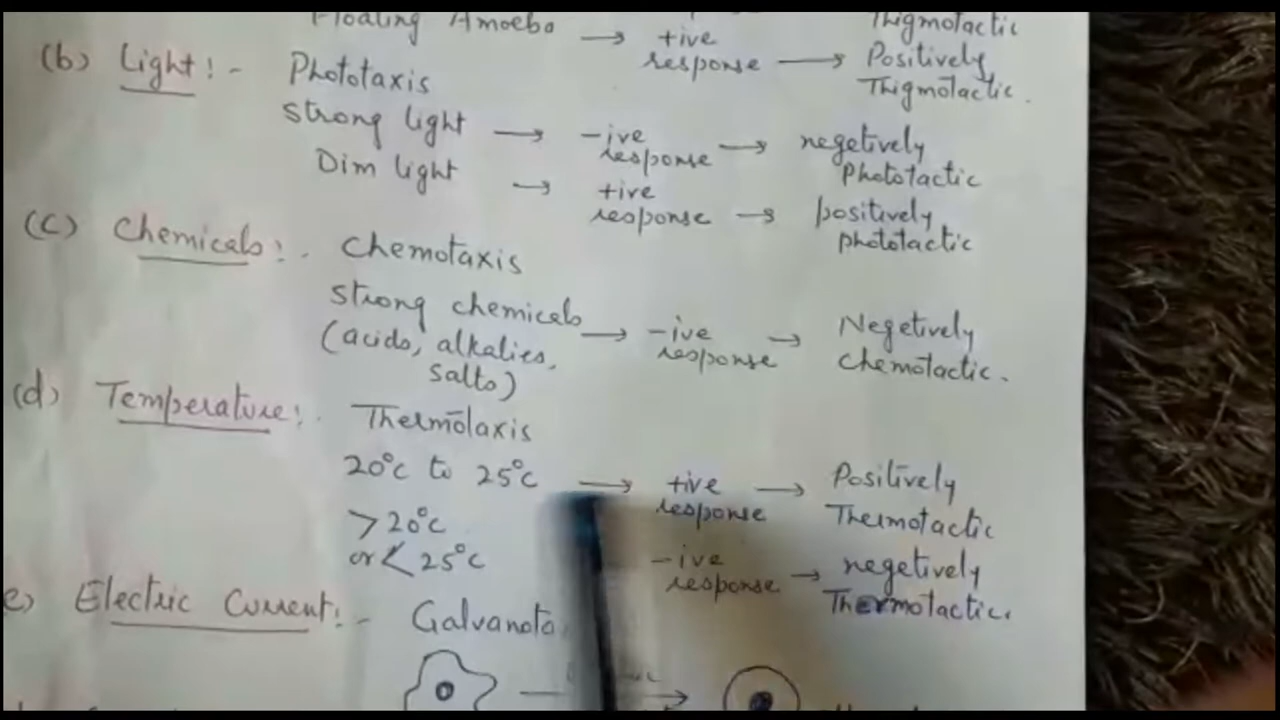 Floating Amoeba → +ive response → Positively Thigmotactic.
Thigmotactic
(b) Light:- Phototaxis
Strong light → -ive response → negetively Phototactic
Dim light → +ive response → positively phototactic
(c) Chemicals:- Chemotaxis
Strong chemicals (acids, alkalies, salts) → -ive response → Negetively Chemotactic.
(d) Temperature:- Thermotaxis
20°c to 25°c → +ive response → Positively Thermotactic
>20°c or <25°c -ive response → negetively Thermotactic.
e) Electric Current:- Galvanota